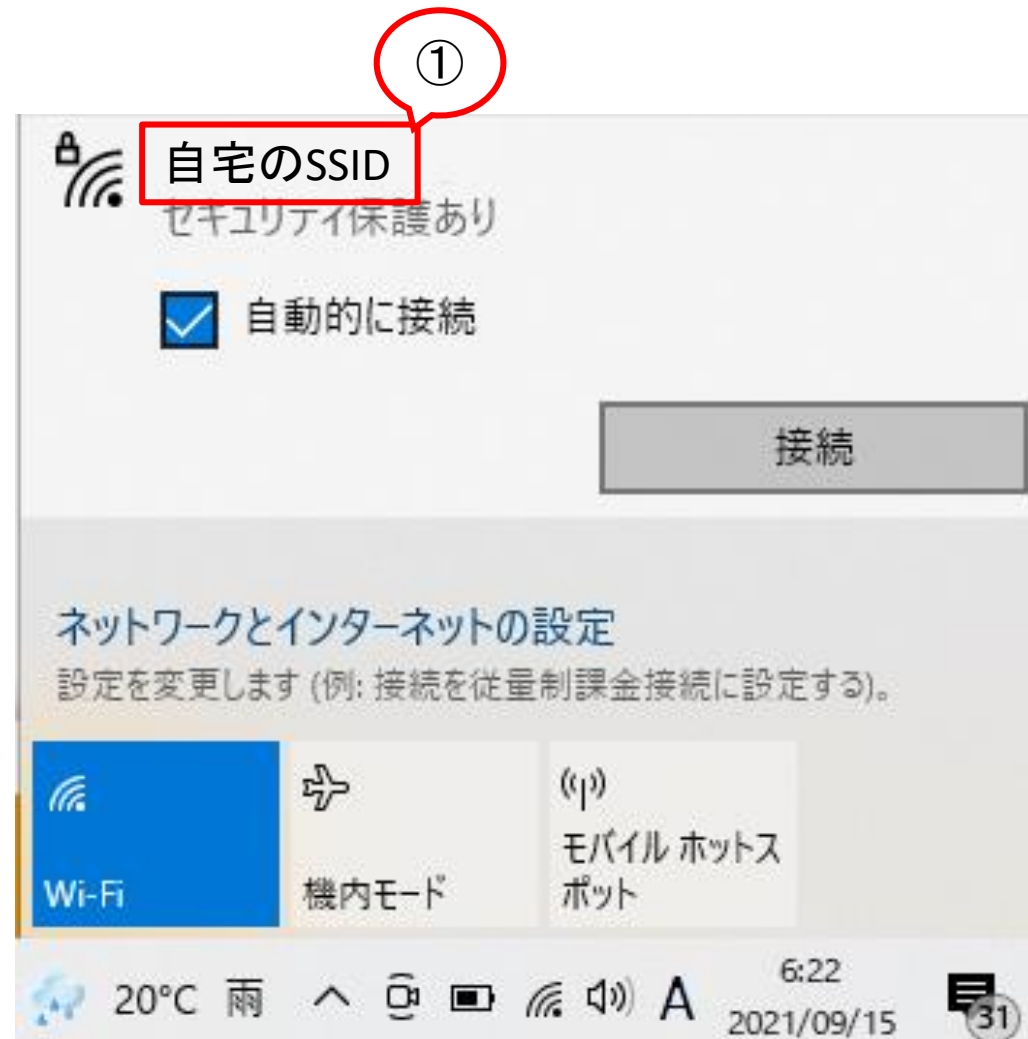 ①
自宅のSSID
セキュリティ保護あり
自動的に接続
接続
ネットワークとインターネットの設定
設定を変更します (例: 接続を従量制課金接続に設定する)。
Wi-Fi
機内モード
モバイル ホットス
ポット
20°C 雨
A
6:22
2021/09/15
31